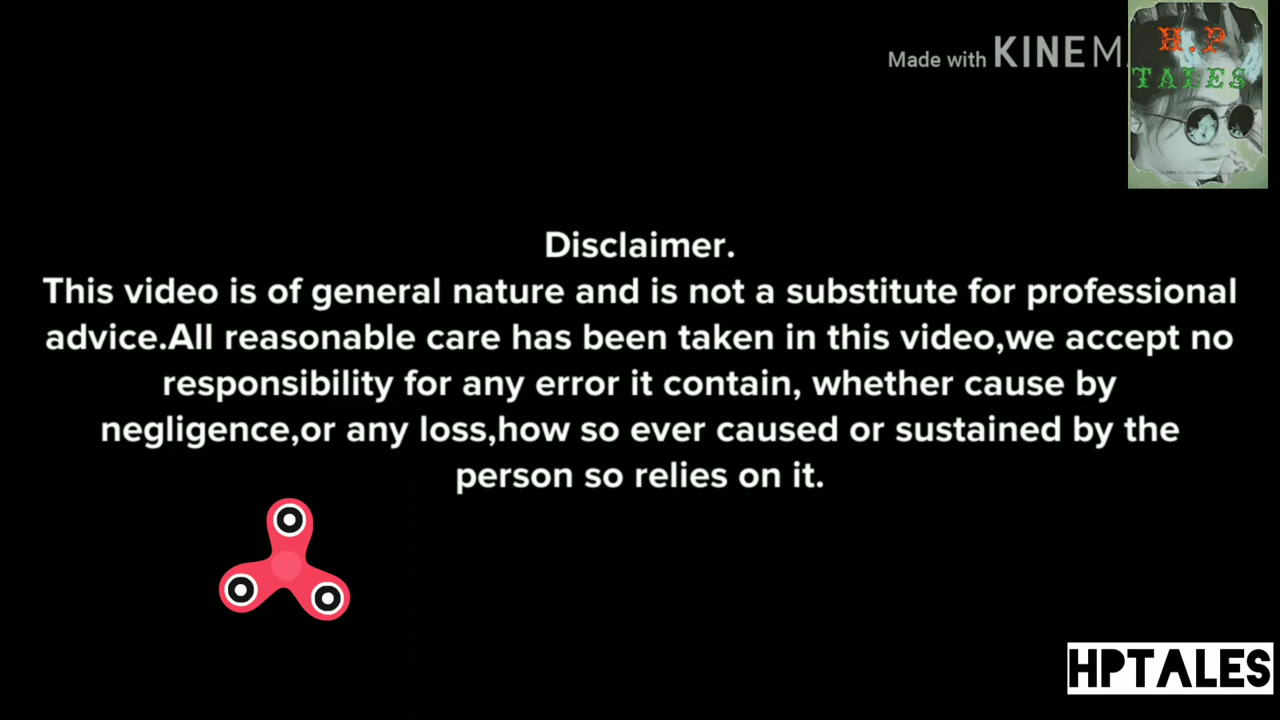 Made with KINEMA
H.P
TALES
Disclaimer.
This video is of general nature and is not a substitute for professional
advice.All reasonable care has been taken in this video,we accept no
responsibility for any error it contain, whether cause by
negligence,or any loss,how so ever caused or sustained by the
person so relies on it.
HPTALES